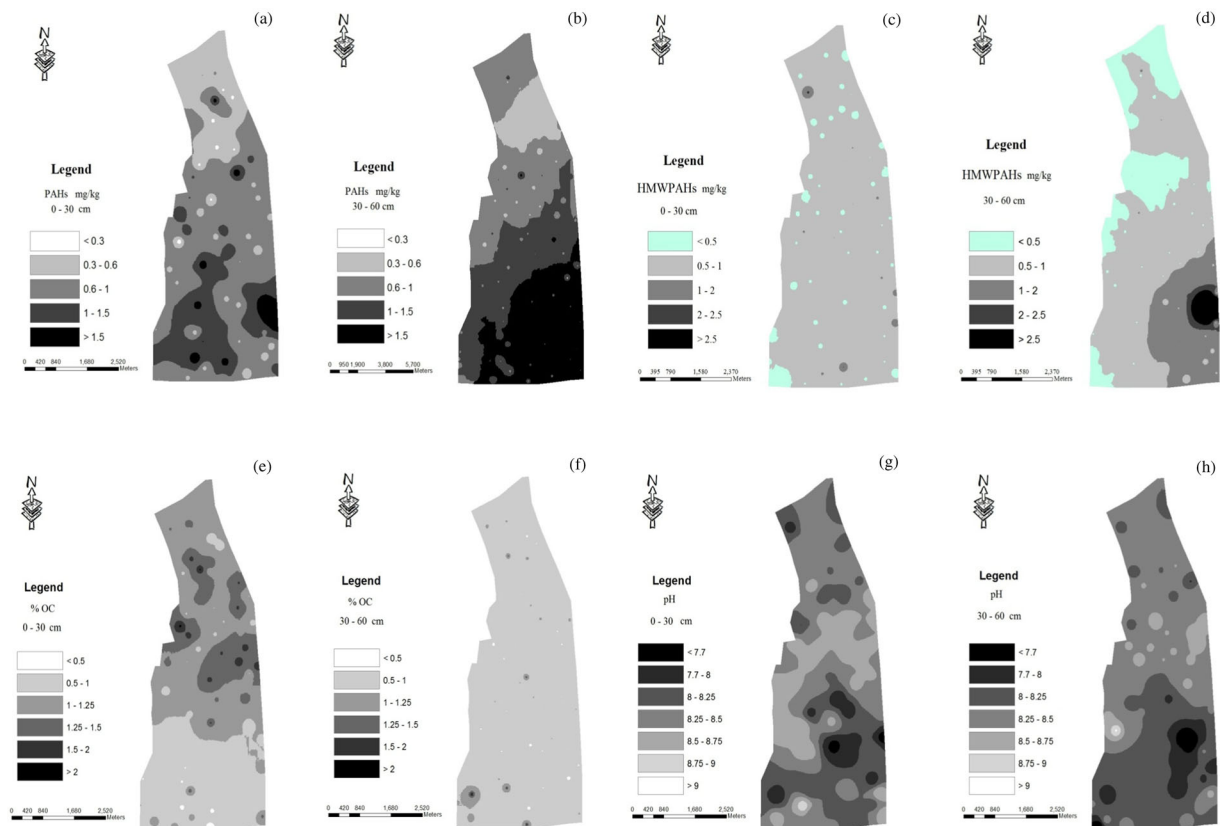 (a)
N
Legend
PAHs mg/kg
0 - 30 cm
< 0.3
0.3 - 0.6
0.6 - 1
1 - 1.5
> 1.5
0 420 840 1,680 2,520
Meters
(b)
N
Legend
PAHs mg/kg
30 - 60 cm
< 0.3
0.3 - 0.6
0.6 - 1
1 - 1.5
> 1.5
0 950 1,900 3,800 5,700
Meters
(c)
N
Legend
HMWPAHs mg/kg
0 - 30 cm
< 0.5
0.5 - 1
1 - 2
2 - 2.5
> 2.5
0 395 790 1,580 2,370
Meters
(d)
N
Legend
HMWPAHs mg/kg
30 - 60 cm
< 0.5
0.5 - 1
1 - 2
2 - 2.5
> 2.5
0 395 790 1,580 2,370
Meters
(e)
N
Legend
% OC
0 - 30 cm
< 0.5
0.5 - 1
1 - 1.25
1.25 - 1.5
1.5 - 2
> 2
0 420 840 1,680 2,520
Meters
(f)
N
Legend
% OC
30 - 60 cm
< 0.5
0.5 - 1
1 - 1.25
1.25 - 1.5
1.5 - 2
> 2
0 420 840 1,680 2,520
Meters
(g)
N
Legend
pH
0 - 30 cm
< 7.7
7.7 - 8
8 - 8.25
8.25 - 8.5
8.5 - 8.75
8.75 - 9
> 9
0 420 840 1,680 2,520
Meters
(h)
N
Legend
pH
30 - 60 cm
< 7.7
7.7 - 8
8 - 8.25
8.25 - 8.5
8.5 - 8.75
8.75 - 9
> 9
0 420 840 1,680 2,520
Meters